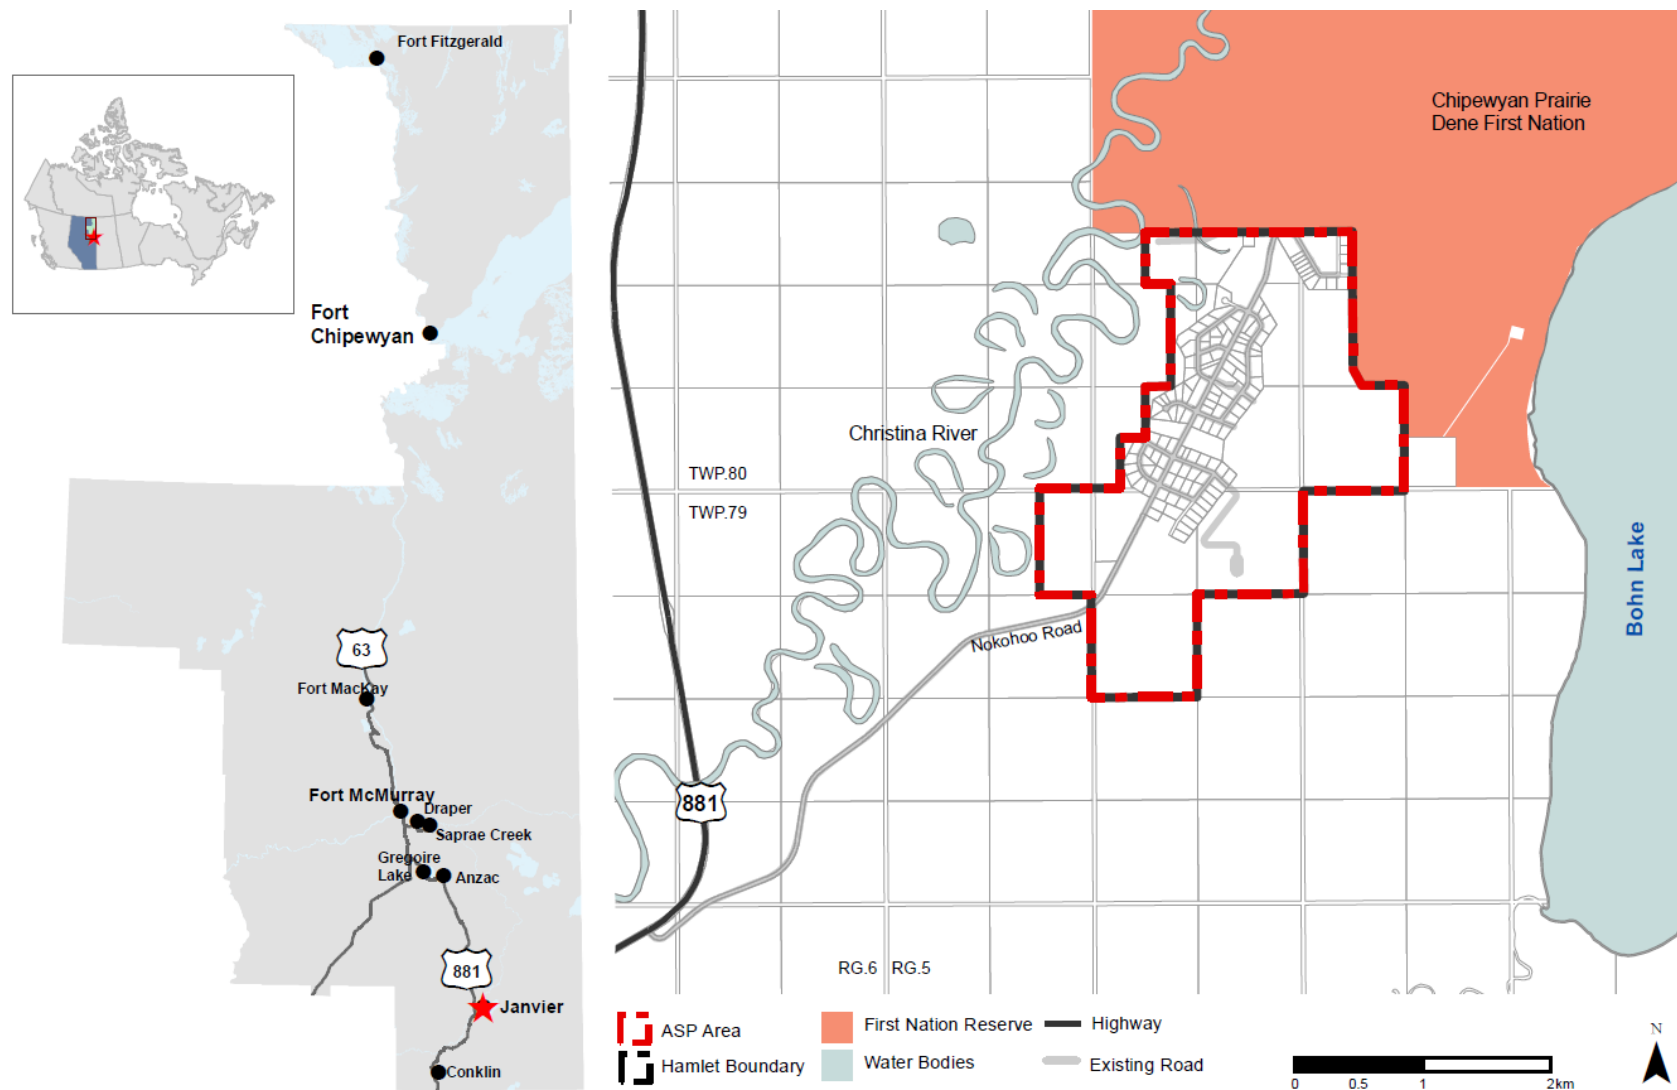 Fort Fitzgerald
Fort
Chipewyan
63
Fort MacKay
Fort McMurray
Draper
Saprae Creek
Gregoire
Lake
Anzac
881
Janvier
Conklin
Chipewyan Prairie
Dene First Nation
Christina River
TWP.80
TWP.79
Nokohoo Road
Bohn Lake
881
RG.6 RG.5
ASP Area
Hamlet Boundary
First Nation Reserve
Water Bodies
Highway
Existing Road
0 0.5 1 2km
N